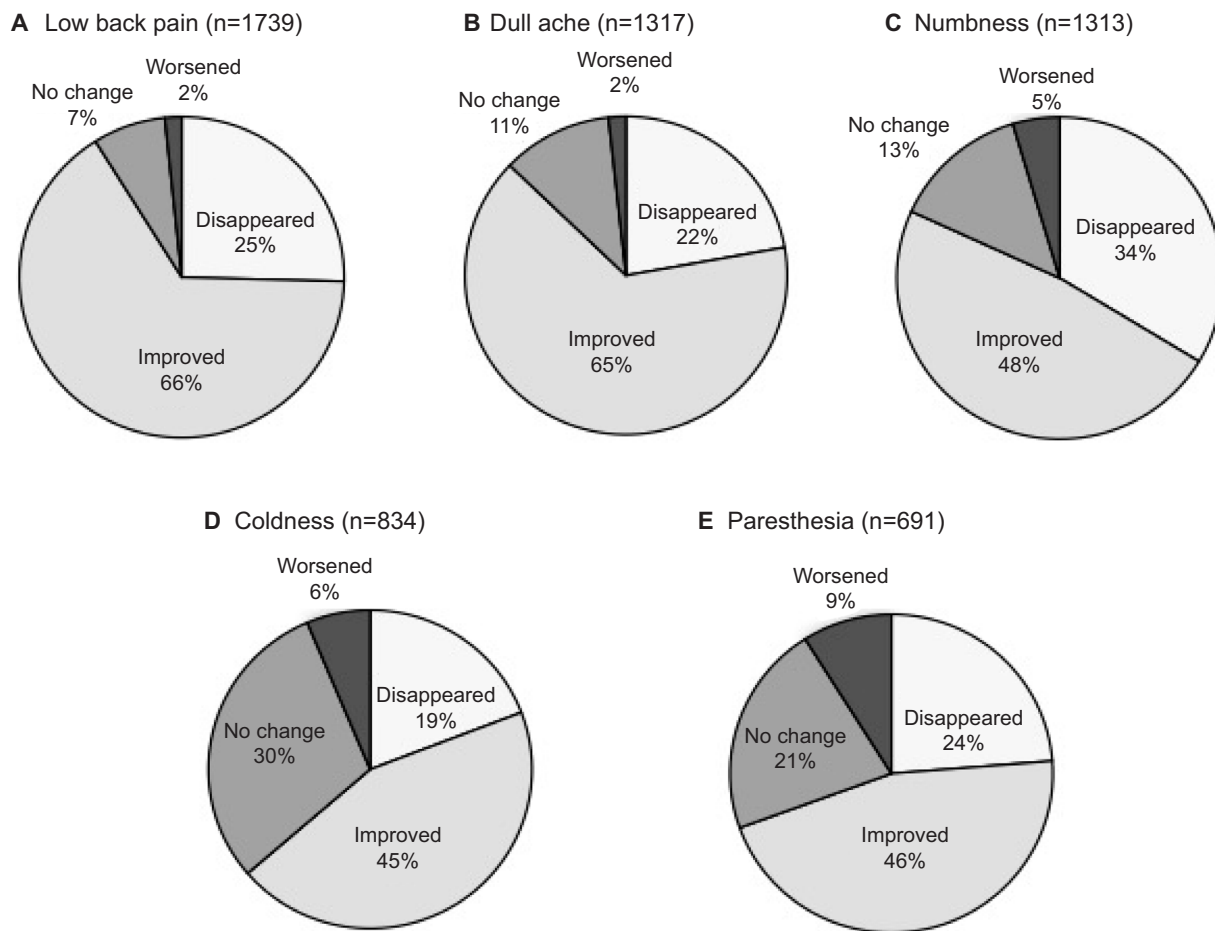 A Low back pain (n=1739)
Worsened
2%
No change
7%
Disappeared
25%
Improved
66%
B Dull ache (n=1317)
Worsened
2%
No change
11%
Disappeared
22%
Improved
65%
C Numbness (n=1313)
Worsened
5%
No change
13%
Disappeared
34%
Improved
48%
D Coldness (n=834)
Worsened
6%
Disappeared
19%
No change
30%
Improved
45%
E Paresthesia (n=691)
Worsened
9%
Disappeared
24%
No change
21%
Improved
46%